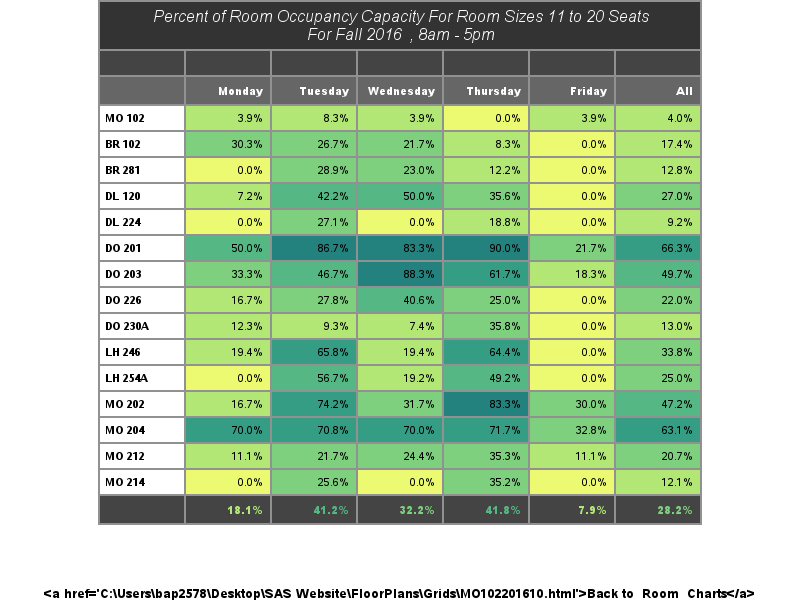 Percent of Room Occupancy Capacity For Room Sizes 11 to 20 Seats
For Fall 2016 , 8am - 5pm
Monday Tuesday Wednesday Thursday Friday All
MO 102 3.9% 8.3% 3.9% 0.0% 3.9% 4.0%
BR 102 30.3% 26.7% 21.7% 8.3% 0.0% 17.4%
BR 281 0.0% 28.9% 23.0% 12.2% 0.0% 12.8%
DL 120 7.2% 42.2% 50.0% 35.6% 0.0% 27.0%
DL 224 0.0% 27.1% 0.0% 18.8% 0.0% 9.2%
DO 201 50.0% 86.7% 83.3% 90.0% 21.7% 66.3%
DO 203 33.3% 46.7% 88.3% 61.7% 18.3% 49.7%
DO 226 16.7% 27.8% 40.6% 25.0% 0.0% 22.0%
DO 230A 12.3% 9.3% 7.4% 35.8% 0.0% 13.0%
LH 246 19.4% 65.8% 19.4% 64.4% 0.0% 33.8%
LH 254A 0.0% 56.7% 19.2% 49.2% 0.0% 25.0%
MO 202 16.7% 74.2% 31.7% 83.3% 30.0% 47.2%
MO 204 70.0% 70.8% 70.0% 71.7% 32.8% 63.1%
MO 212 11.1% 21.7% 24.4% 35.3% 11.1% 20.7%
MO 214 0.0% 25.6% 0.0% 35.2% 0.0% 12.1%
18.1% 41.2% 32.2% 41.8% 7.9% 28.2%
<a href='C:\Users\bap2578\Desktop\SAS Website\FloorPlans\Grids\MO102201610.html'>Back to Room Charts</a>